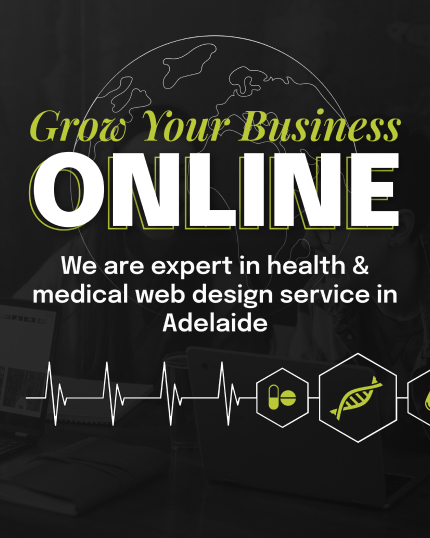 Grow Your Business
ONLINE
We are expert in health &
medical web design service in
Adelaide